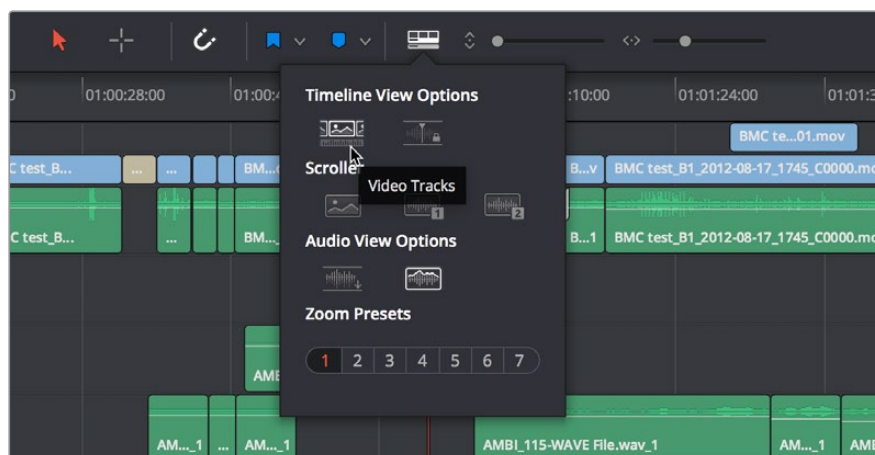 01:00:28:00
01:00:4
:10:00
01:01:24:00
01:01:3
Timeline View Options
Scrolle
Video Tracks
1
2
Audio View Options
Zoom Presets
1 2 3 4 5 6 7
BMC te...01.mov
C test_B...
...
...
BM...
B...v
BMC test_B1_2012-08-17_1745_C0000.mo
C test_B...
...
BM..._
B...1
BMC test_B1_2012-08-17_1745_C0000.mo
AMB
AM..._1
...
AM..._1
AMBI_115-WAVE File.wav_1
AM..._1
AMB